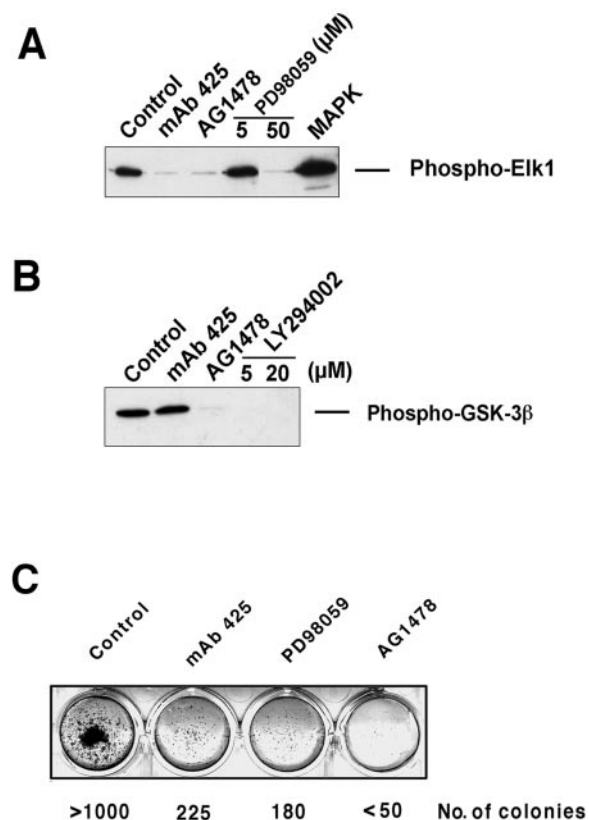 A
Control
mAb 425
AG1478
PD98059 (µM)
5 50
MAPK
Phospho-Elk1
B
Control
mAb 425
AG1478
LY294002
5 20 (µM)
Phospho-GSK-3β
C
Control
mAb 425
PD98059
AG1478
>1000 225 180 <50 No. of colonies